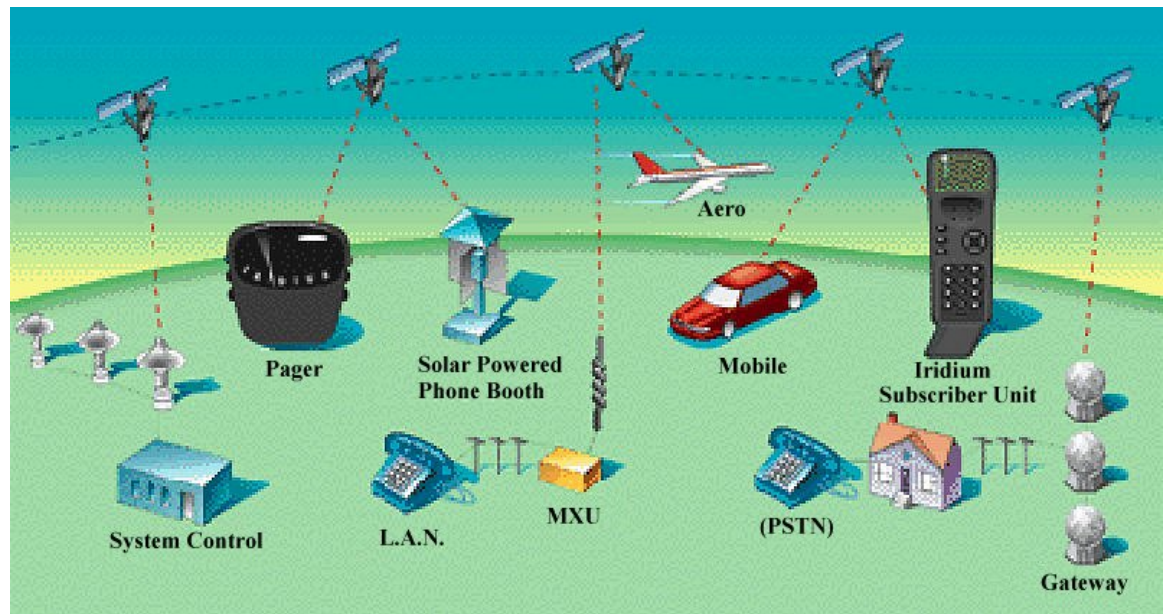 Aero
Pager
Solar Powered
Phone Booth
Mobile
Iridium
Subscriber Unit
System Control
L.A.N.
MXU
(PSTN)
Gateway